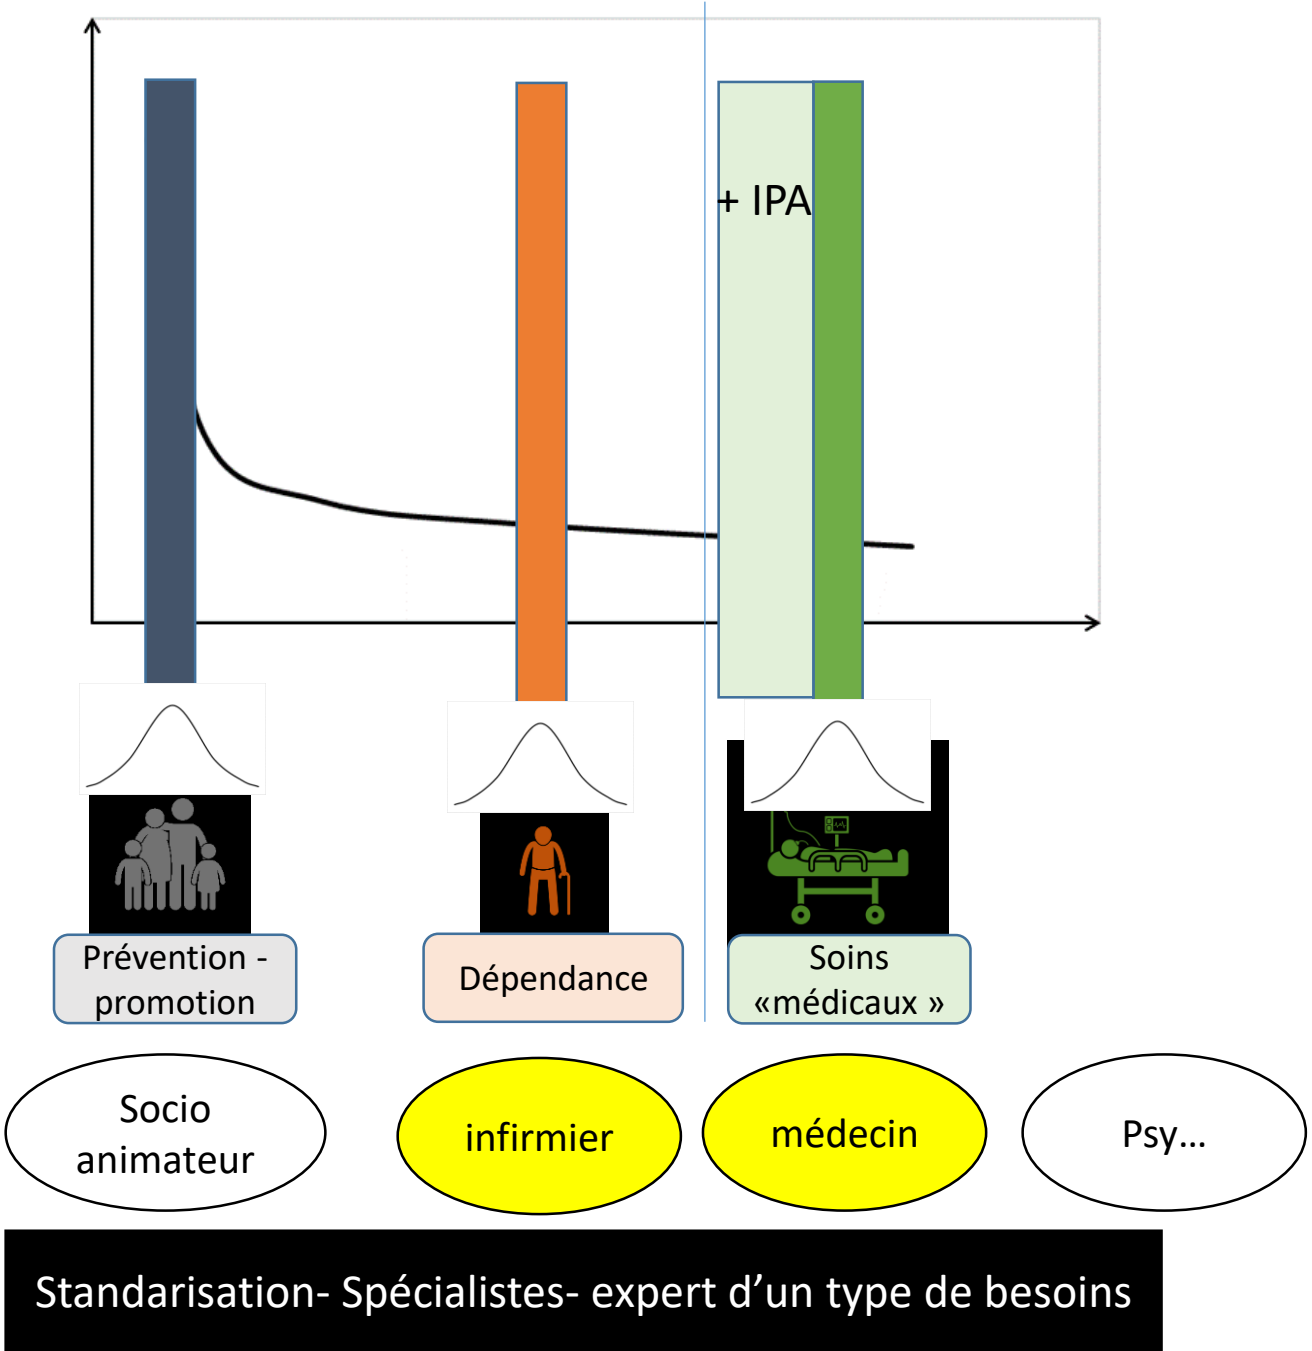 + IPA
Prévention -
promotion
Dépendance
Soins
«médicaux »
Socio
animateur
infirmier
médecin
Psy...
Standarisation- Spécialistes- expert d’un type de besoins